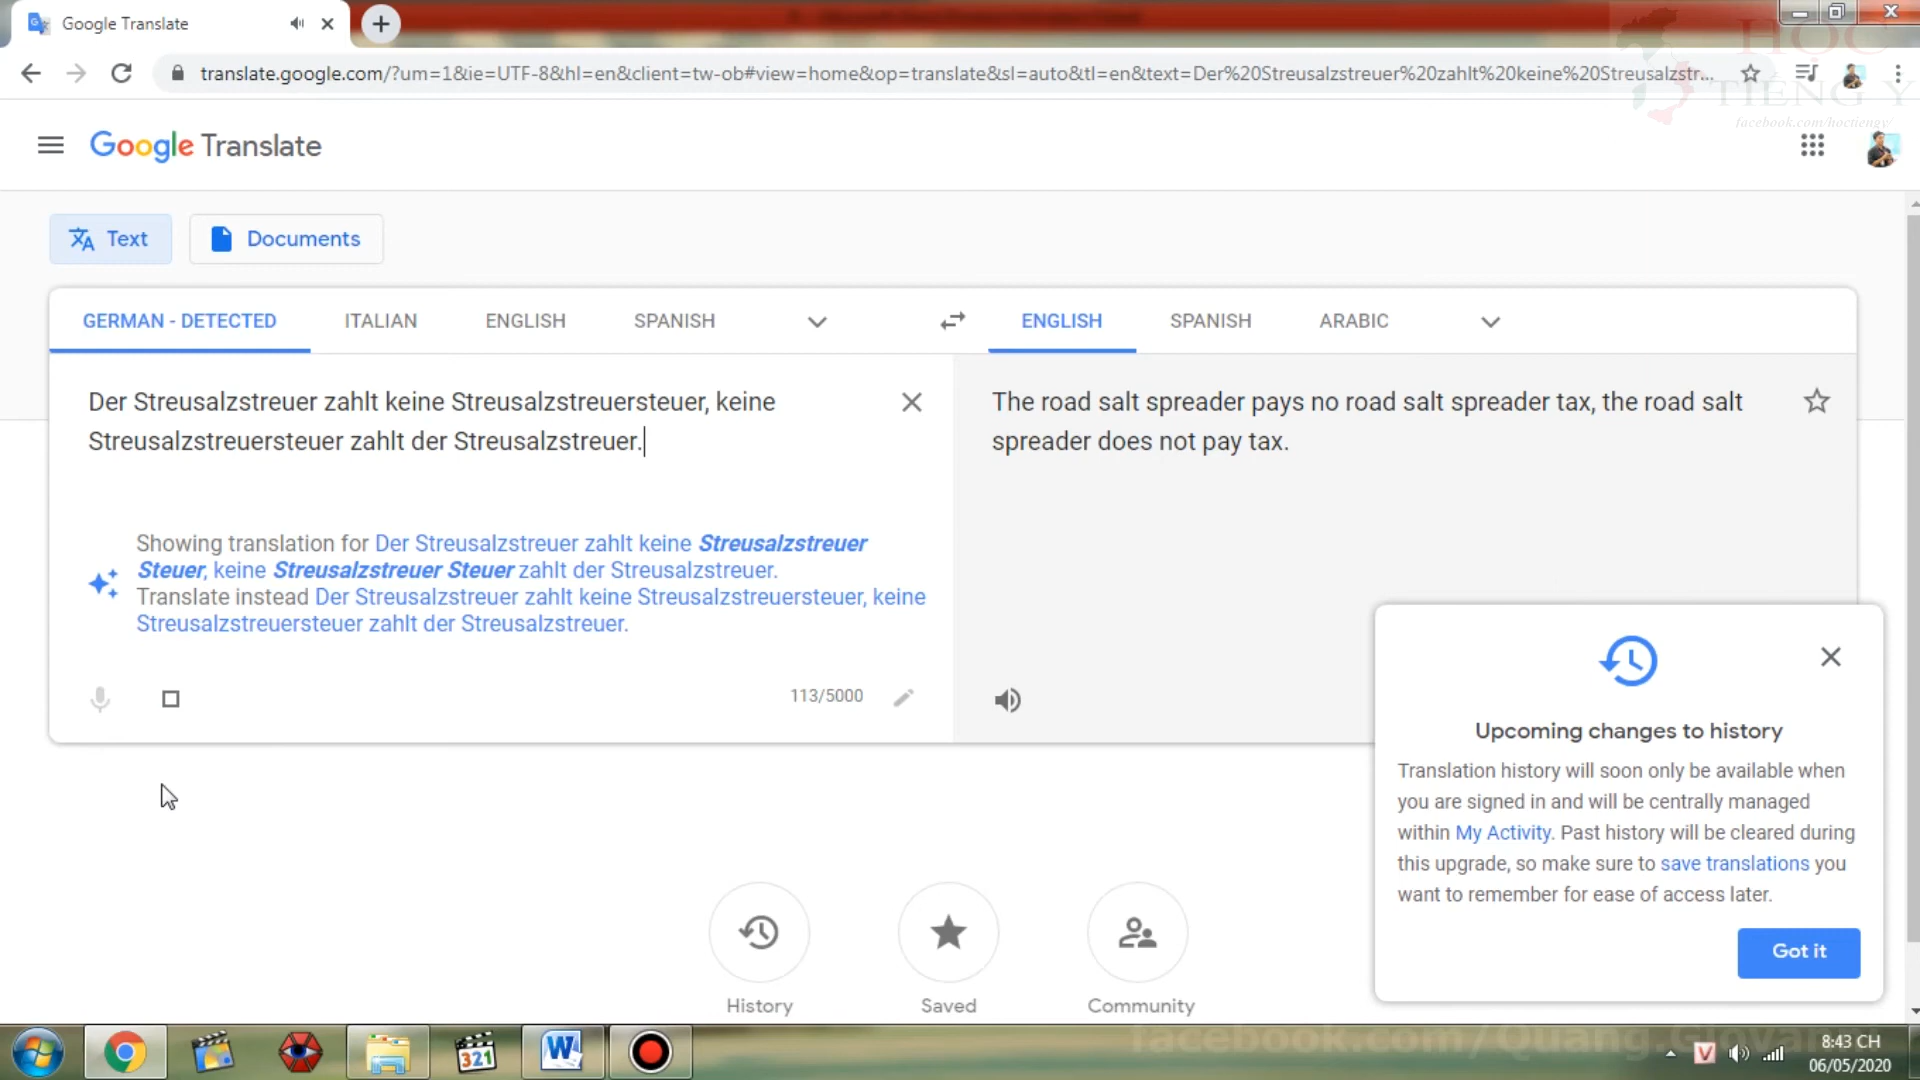 Google Translate
translate.google.com/?um=1&ie=UTF-8&hl=en&client=tw-ob#view=home&op=translate&sl=auto&tl=en&text=Der%20Streusalzstreuer%20zahlt%20keine%20Streusalzstr...
HOC
TIENG Y
facebook.com/hoctiengy/
Google Translate
Text
Documents
GERMAN - DETECTED ITALIAN ENGLISH SPANISH
ENGLISH SPANISH ARABIC
Der Streusalzstreuer zahlt keine Streusalzstreuersteuer, keine
Streusalzstreuersteuer zahlt der Streusalzstreuer.
The road salt spreader pays no road salt spreader tax, the road salt
spreader does not pay tax.
Showing translation for Der Streusalzstreuer zahlt keine Streusalzstreuer
Steuer, keine Streusalzstreuer Steuer zahlt der Streusalzstreuer.
Translate instead Der Streusalzstreuer zahlt keine Streusalzstreuersteuer, keine
Streusalzstreuersteuer zahlt der Streusalzstreuer.
113/5000
Upcoming changes to history
Translation history will soon only be available when
you are signed in and will be centrally managed
within My Activity. Past history will be cleared during
this upgrade, so make sure to save translations you
want to remember for ease of access later.
Got it
History
Saved
Community
321
W
V
facebook.com/Quang.Giovan
8:43 CH
06/05/2020